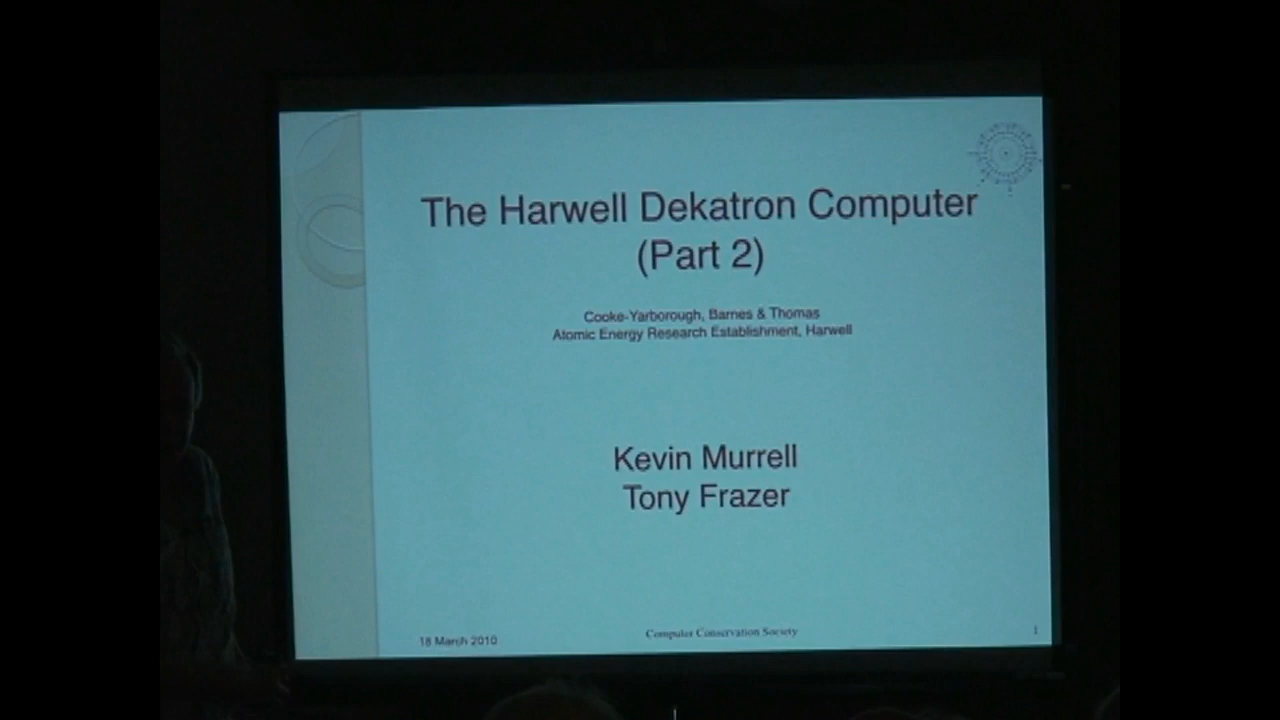 The Harwell Dekatron Computer
(Part 2)
Cooke-Yarborough, Barnes & Thomas
Atomic Energy Research Establishment, Harwell
Kevin Murrell
Tony Frazer
18 March 2010
Computer Conservation Society
1